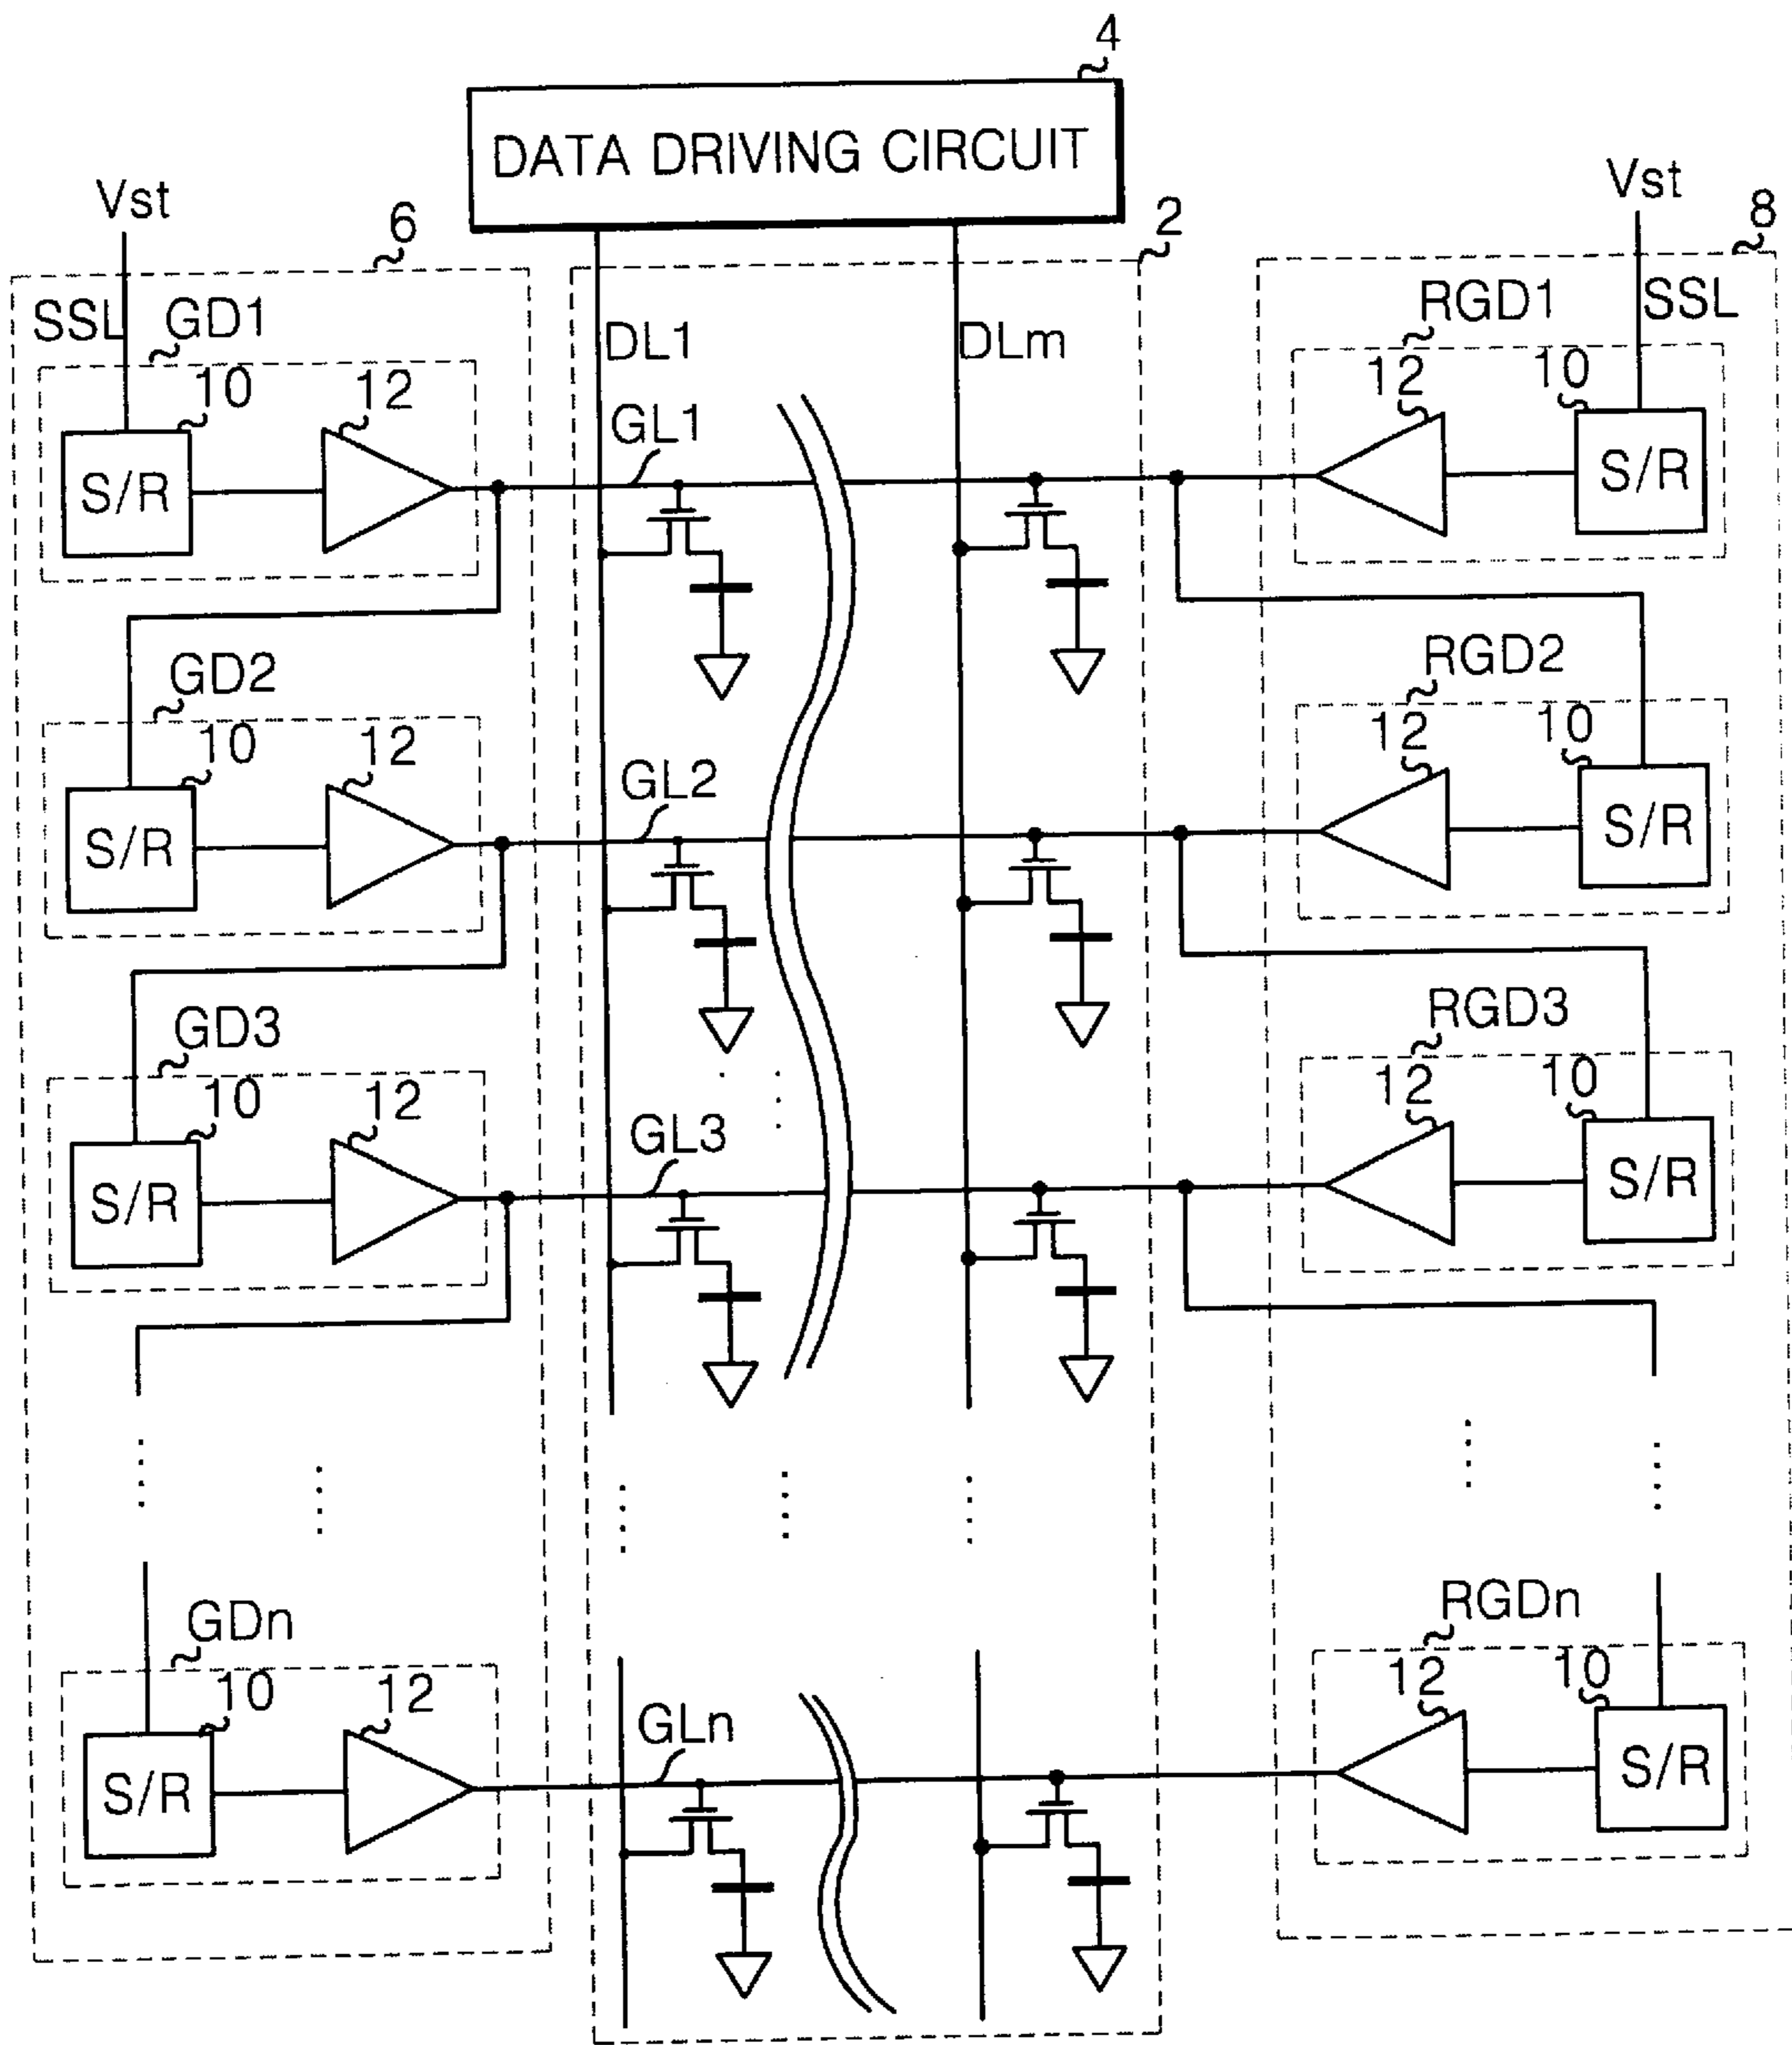 4
DATA DRIVING CIRCUIT
Vst
Vst
6
2
8
SSL
GD1
DL1
DLm
RGD1
SSL
10
12
GL1
12
10
S/R
S/R
GD2
RGD2
10
12
GL2
12
10
S/R
S/R
GD3
RGD3
10
12
GL3
12
10
S/R
S/R
GDn
RGDn
10
12
GLn
12
10
S/R
S/R